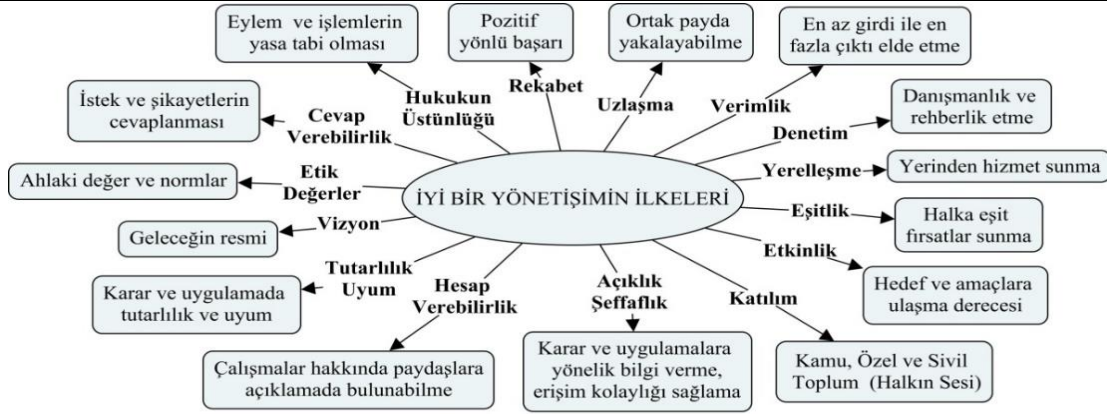 Eylem ve işlemlerin
yasa tabi olması
Pozitif
yönlü başarı
Ortak payda
yakalayabilme
En az girdi ile en
fazla çıktı elde etme
Hukukun
Üstünlüğü
Rekabet
Uzlaşma
Verimlik
İstek ve şikayetlerin
cevaplanması
Cevap
Verebilirlik
Denetim
Danışmanlık ve
rehberlik etme
Ahlaki değer ve normlar
Etik
Değerler
İYİ BİR YÖNETİŞİMİN İLKELERİ
Yerelleşme
Yerinden hizmet sunma
Geleceğin resmi
Vizyon
Eşitlik
Halka eşit
fırsatlar sunma
Karar ve uygulamada
tutarlılık ve uyum
Tutarlılık
Uyum
Hesap
Verebilirlik
Açıklık
Şeffaflık
Katılım
Etkinlik
Hedef ve amaçlara
ulaşma derecesi
Çalışmalar hakkında paydaşlara
açıklamada bulunabilme
Karar ve uygulamalara
yönelik bilgi verme,
erişim kolaylığı sağlama
Kamu, Özel ve Sivil
Toplum (Halkın Sesi)